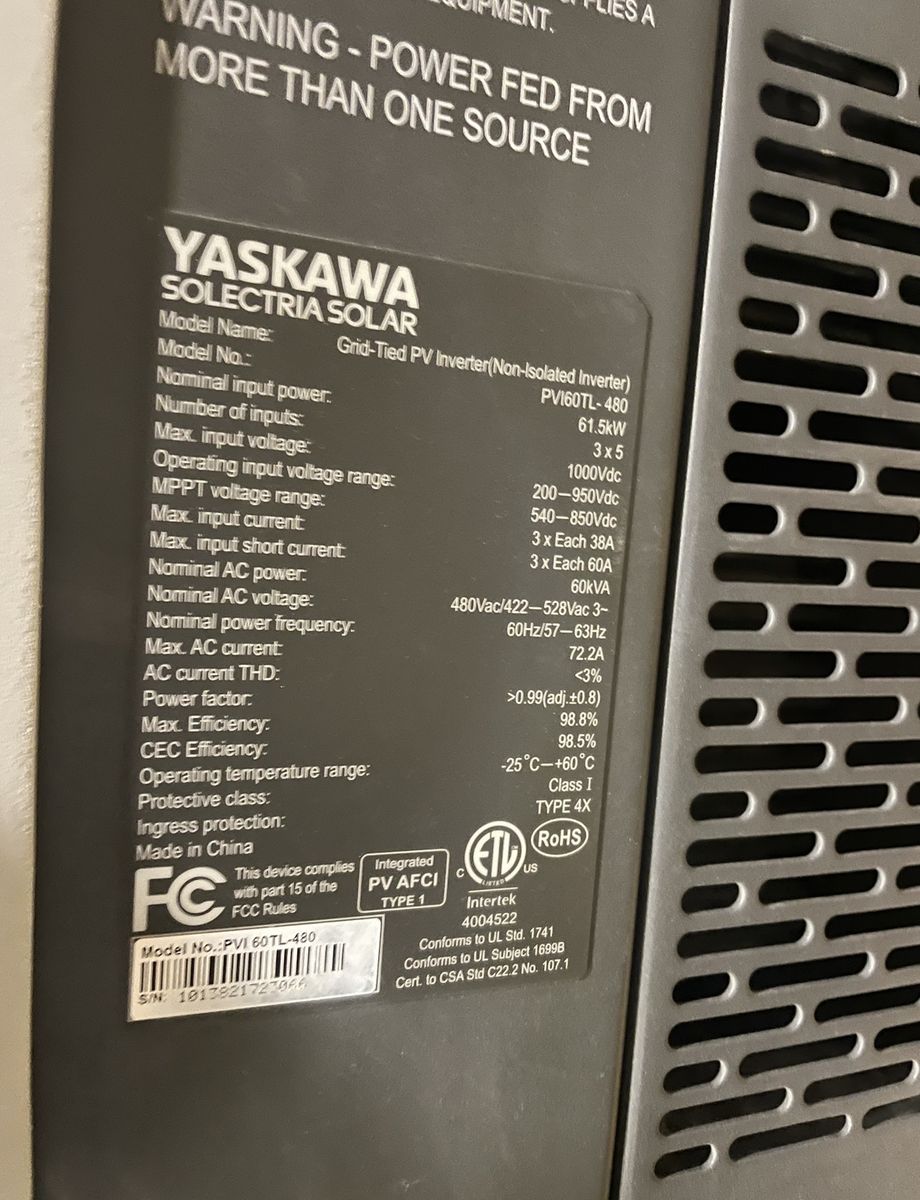 EQUIPMENT.
WARNING - POWER FED FROM
MORE THAN ONE SOURCE
YASKAWA
SOLECTRIA SOLAR
Model Name: Grid-Tied PV Inverter(Non-Isolated Inverter)
Model No.: PVI60TL- 480
Nominal input power: 61.5kW
Number of inputs: 3 x 5
Max. input voltage: 1000Vdc
Operating input voltage range: 200—950Vdc
MPPT voltage range: 540—850Vdc
Max. input current: 3 x Each 38A
Max. input short current: 3 x Each 60A
Nominal AC power: 60kVA
Nominal AC voltage: 480Vac/422—528Vac 3~
Nominal power frequency: 60Hz/57—63Hz
Max. AC current: 72.2A
AC current THD: <3%
Power factor: >0.99(adj.±0.8)
Max. Efficiency: 98.8%
CEC Efficiency: 98.5%
Operating temperature range: -25°C—+60°C
Protective class: Class I
Ingress protection: TYPE 4X
Made in China
FC This device complies
with part 15 of the
FCC Rules
Integrated
PV AFCI
TYPE 1
C ETL US
LISTED
RoHS
Intertek
4004522
Conforms to UL Std. 1741
Conforms to UL Subject 1699B
Cert. to CSA Std C22.2 No. 107.1
Model No.:PVI 60TL-480
S/N: